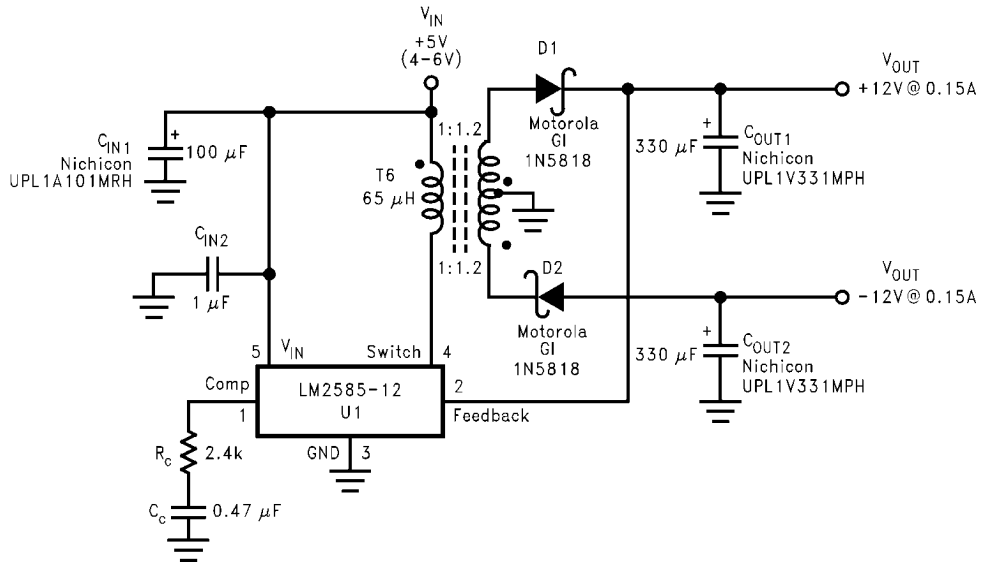 V_IN
+5V
(4-6V)
D1
V_OUT
+12V@ 0.15A
C_IN1
Nichicon
UPL1A101MRH
+
100 µF
1:1.2
Motorola
GI
1N5818
330 µF
+
C_OUT1
Nichicon
UPL1V331MPH
T6
65 µH
C_IN2
1 µF
1:1.2
D2
V_OUT
-12V@ 0.15A
Motorola
GI
1N5818
330 µF
+
C_OUT2
Nichicon
UPL1V331MPH
5
V_IN
Switch
4
Comp
1
LM2585-12
U1
2
Feedback
GND
3
R_C
2.4k
C_C
0.47 µF